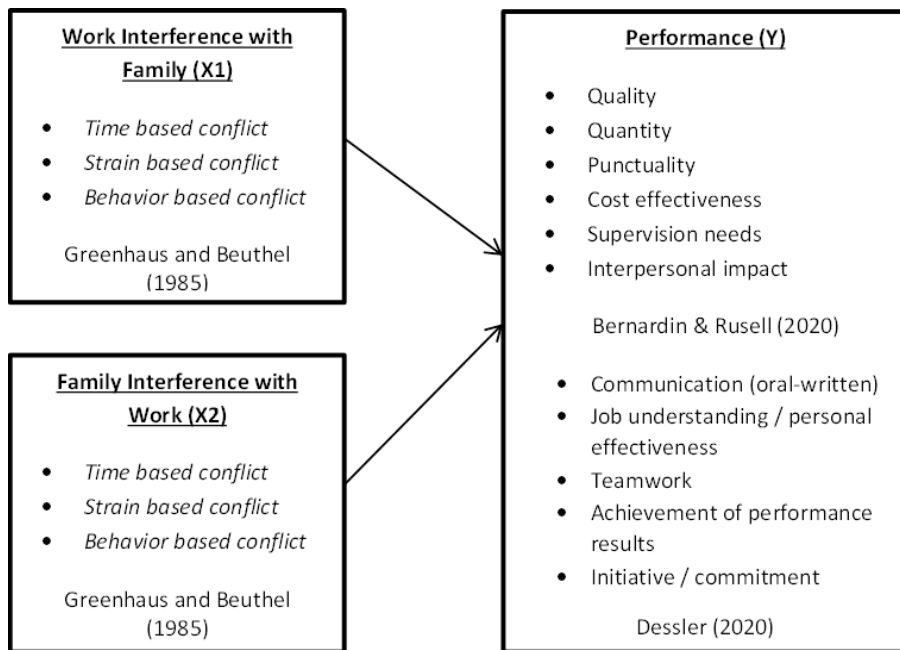 Work Interference with
Family (X1)
• Time based conflict
• Strain based conflict
• Behavior based conflict
Greenhaus and Beuthel
(1985)
Family Interference with
Work (X2)
• Time based conflict
• Strain based conflict
• Behavior based conflict
Greenhaus and Beuthel
(1985)
Performance (Y)
• Quality
• Quantity
• Punctuality
• Cost effectiveness
• Supervision needs
• Interpersonal impact
Bernardin & Rusell (2020)
• Communication (oral-written)
• Job understanding / personal
effectiveness
• Teamwork
• Achievement of performance
results
• Initiative / commitment
Dessler (2020)